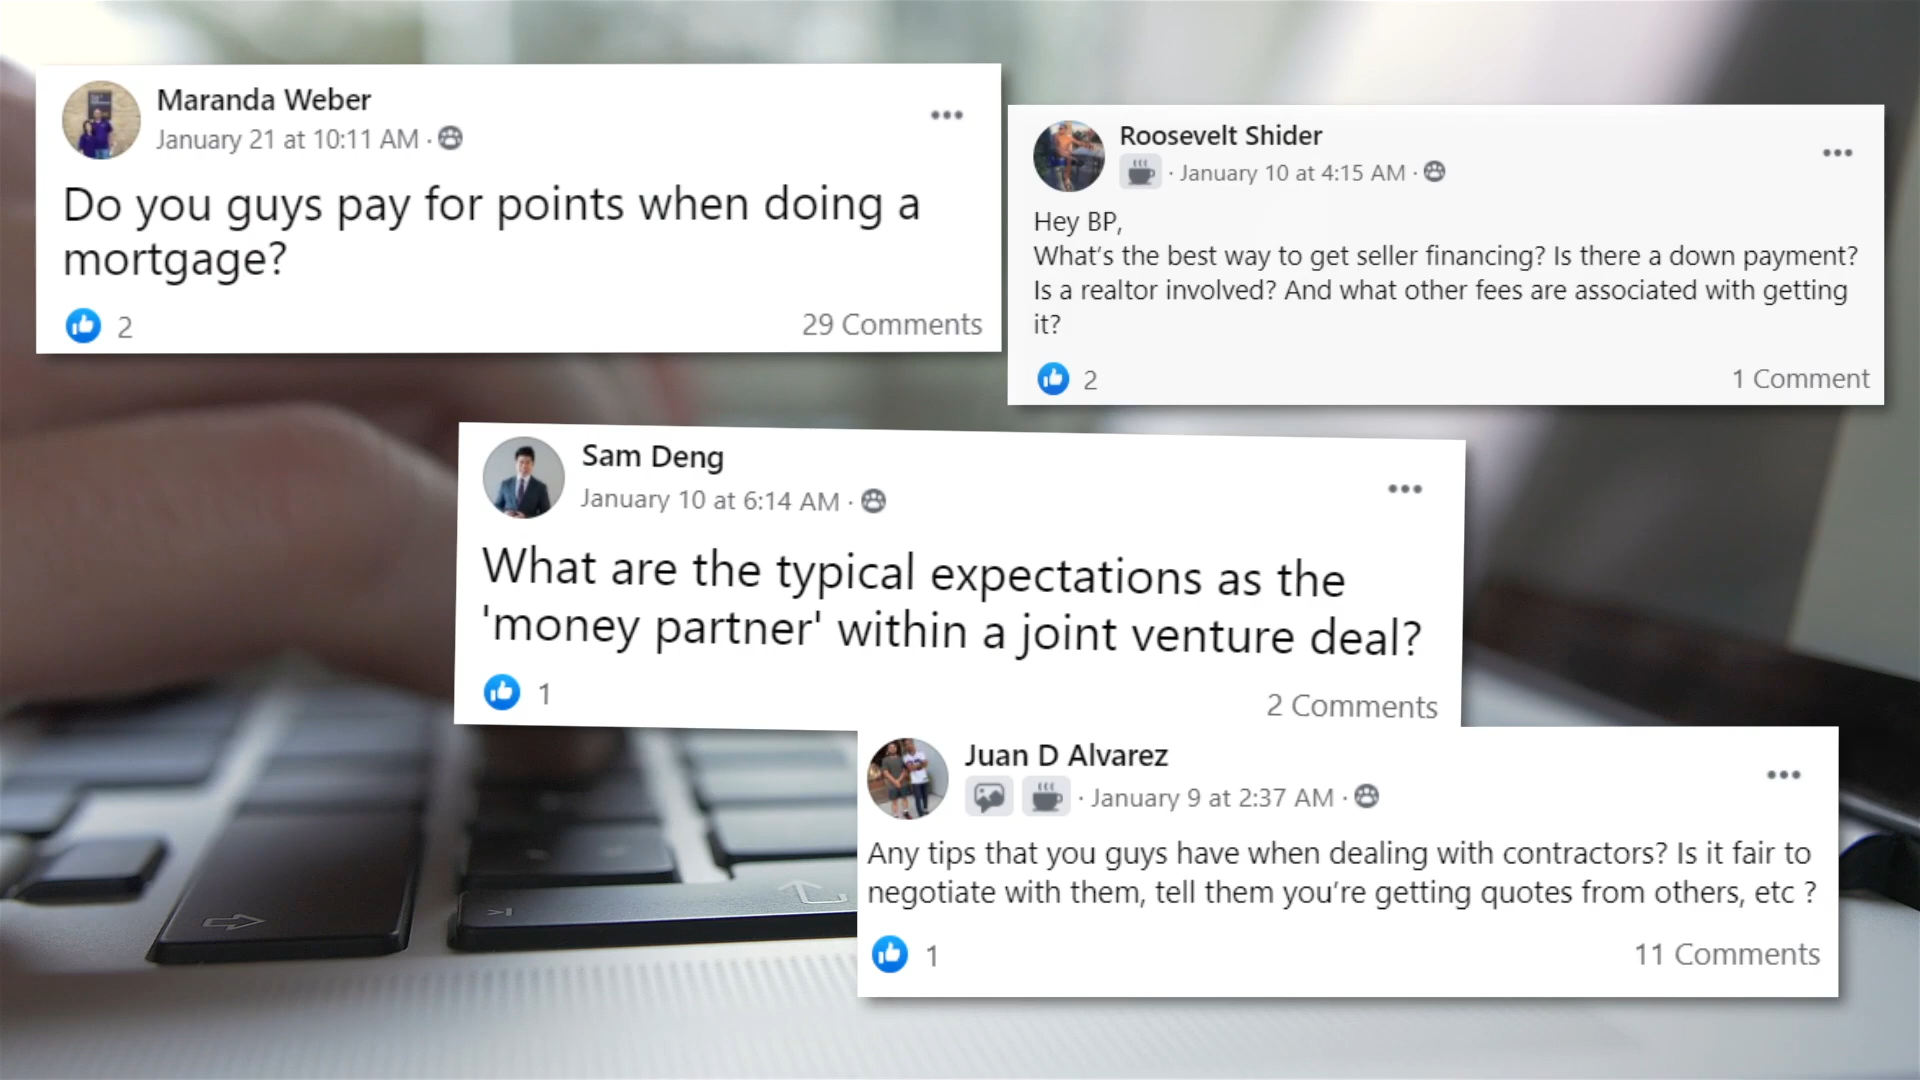 Maranda Weber
January 21 at 10:11 AM ·
Do you guys pay for points when doing a
mortgage?
2
29 Comments
Roosevelt Shider
· January 10 at 4:15 AM ·
Hey BP,
What's the best way to get seller financing? Is there a down payment?
Is a realtor involved? And what other fees are associated with getting
it?
2
1 Comment
Sam Deng
January 10 at 6:14 AM ·
What are the typical expectations as the
'money partner' within a joint venture deal?
1
2 Comments
Juan D Alvarez
· January 9 at 2:37 AM ·
Any tips that you guys have when dealing with contractors? Is it fair to
negotiate with them, tell them you're getting quotes from others, etc ?
1
11 Comments